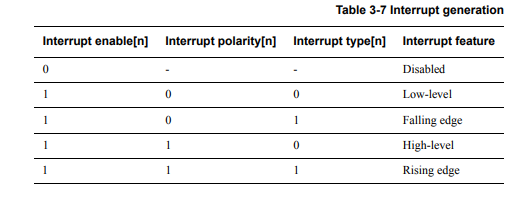 Table 3-7 Interrupt generation
Interrupt enable[n] Interrupt polarity[n] Interrupt type[n] Interrupt feature
0 - - Disabled
1 0 0 Low-level
1 0 1 Falling edge
1 1 0 High-level
1 1 1 Rising edge